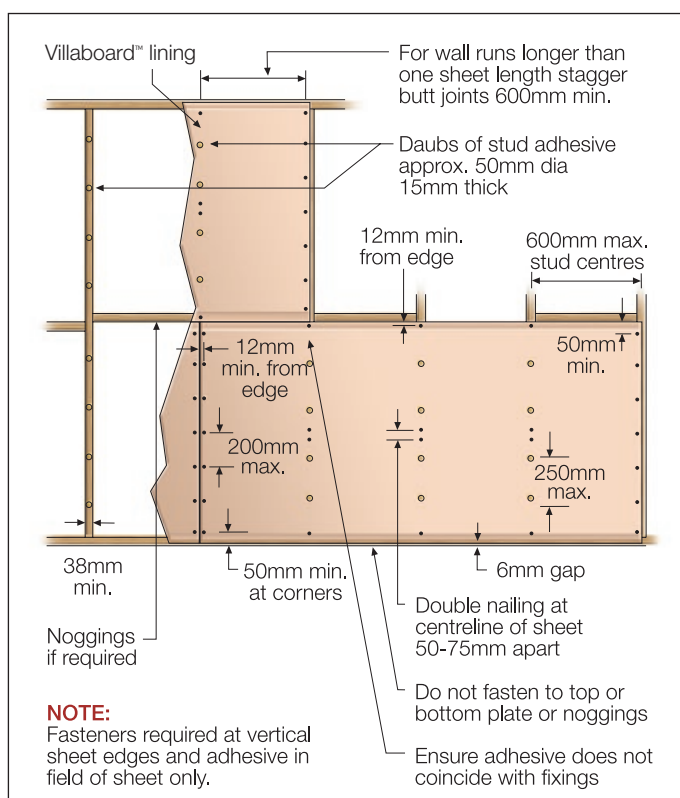 Villaboard™ lining
For wall runs longer than
one sheet length stagger
butt joints 600mm min.
Daubs of stud adhesive
approx. 50mm dia
15mm thick
12mm min.
from edge
600mm max.
stud centres
12mm
min. from
edge
50mm
min.
200mm
max.
250mm
max.
38mm
min.
50mm min.
at corners
6mm gap
Noggings
if required
Double nailing at
centreline of sheet
50-75mm apart
Do not fasten to top or
bottom plate or noggings
NOTE:
Fasteners required at vertical
sheet edges and adhesive in
field of sheet only.
Ensure adhesive does not
coincide with fixings